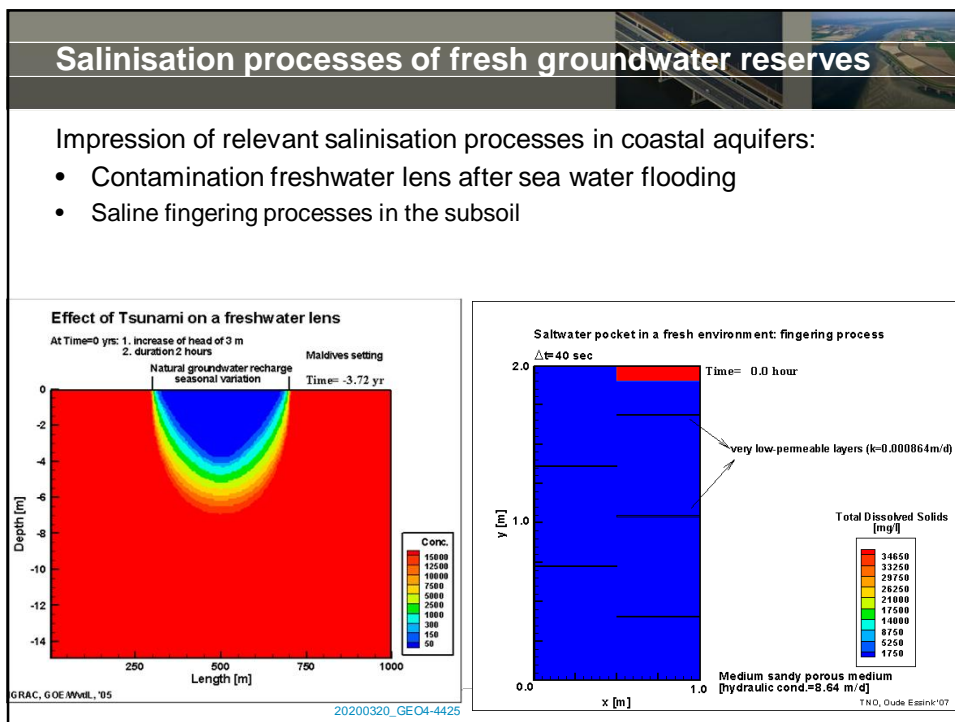 Salinisation processes of fresh groundwater reserves
Impression of relevant salinisation processes in coastal aquifers:
• Contamination freshwater lens after sea water flooding
• Saline fingering processes in the subsoil
Effect of Tsunami on a freshwater lens
At Time=0 yrs: 1. increase of head of 3 m
2. duration 2 hours
Maldives setting
Natural groundwater recharge
seasonal variation
Time= -3.72 yr
0
-2
-4
-6
-8
-10
-12
-14
Depth [m]
250
500
750
1000
Length [m]
Conc.
15000
12500
10000
7500
5000
2500
1000
300
150
50
IGRAC, GOE/WvdL, '05
20200320_GEO4-4425
Saltwater pocket in a fresh environment: fingering process
Δt=40 sec
2.0
Time= 0.0 hour
very low-permeable layers (k=0.000864m/d)
y [m]
1.0
Total Dissolved Solids
[mg/l]
34650
33250
29750
26250
21000
17500
14000
8750
5250
1750
0.0
1.0
x [m]
Medium sandy porous medium
[hydraulic cond.=8.64 m/d]
TNO, Oude Essink'07